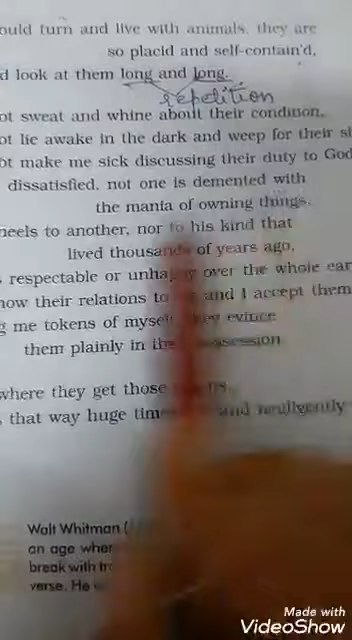 ould turn and live with animals, they are
so placid and self-contain'd,
d look at them long and long.
repetition
ot sweat and whine about their condition,
ot lie awake in the dark and weep for their si
ot make me sick discussing their duty to God
dissatisfied, not one is demented with
the mania of owning things,
neels to another, nor to his kind that
lived thousands of years ago,
respectable or unhappy over the whole ear
how their relations to and I accept them
g me tokens of myself they evince
them plainly in their possession
where they get those
that way huge times and negligently
Walt Whitman (
an age wher
break with tr
verse. He
Made with
VideoShow